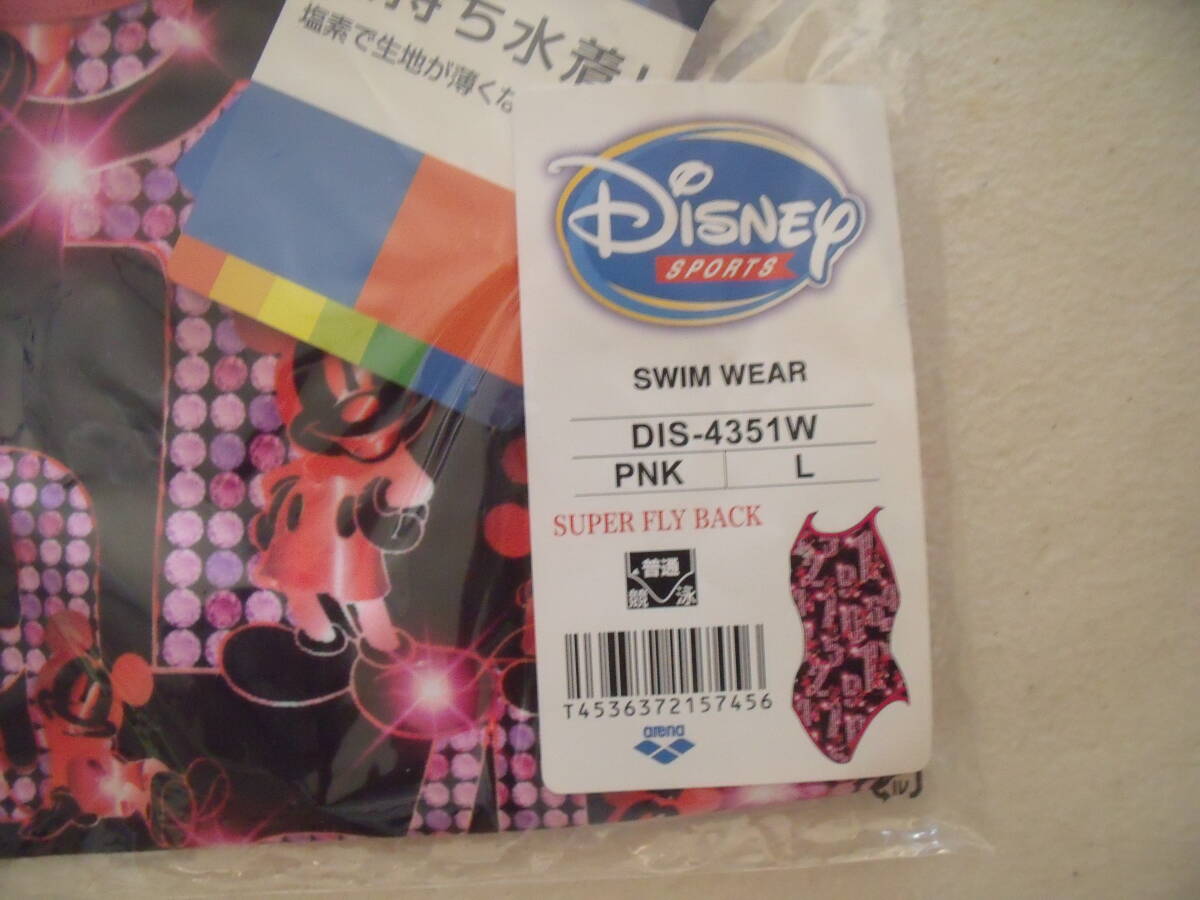 持ち水着!
塩素で生地が薄くな
Disney
SPORTS
SWIM WEAR
DIS-4351W
PNK L
SUPER FLY BACK
普通
競泳
T4536372157456
arena